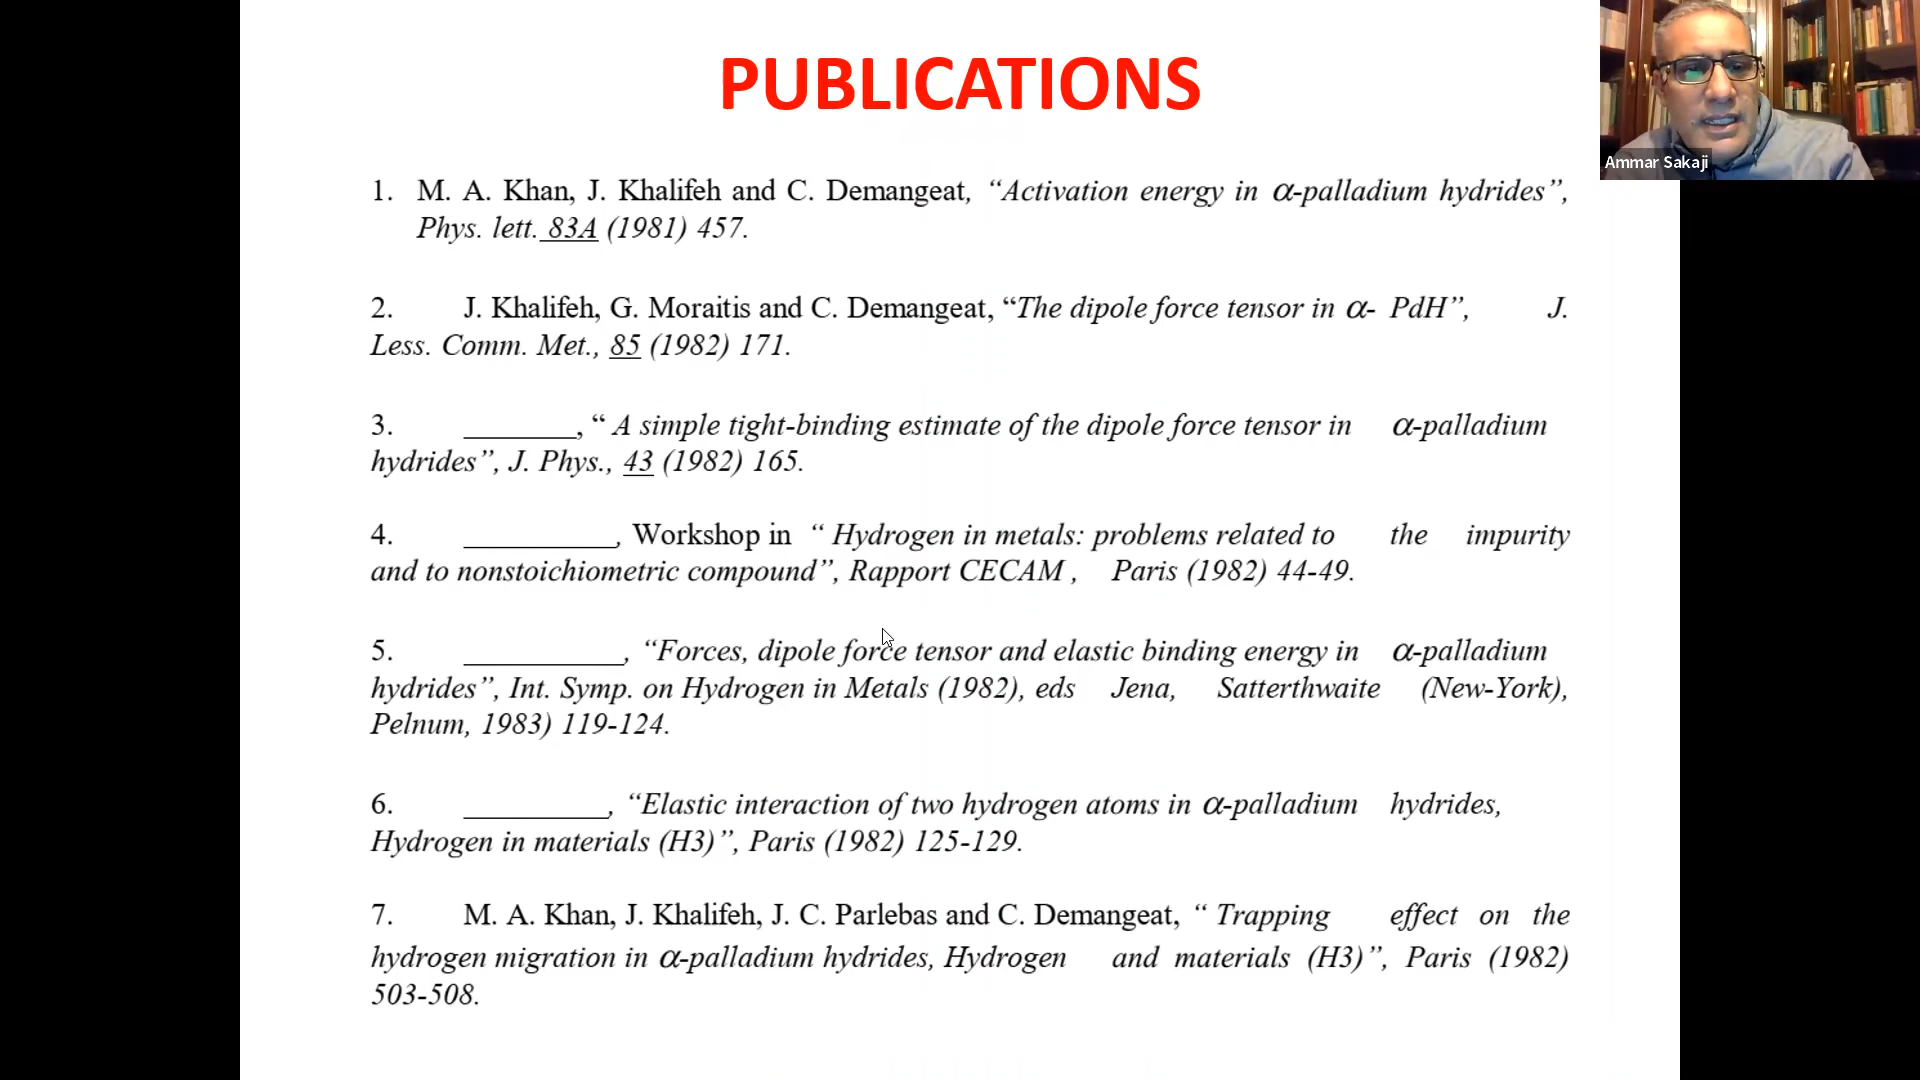 PUBLICATIONS
Ammar Sakaji
1. M. A. Khan, J. Khalifeh and C. Demangeat, “Activation energy in α-palladium hydrides”,
Phys. lett. 83A (1981) 457.
2. J. Khalifeh, G. Moraitis and C. Demangeat, “The dipole force tensor in α- PdH”, J.
Less. Comm. Met., 85 (1982) 171.
3. ________, “ A simple tight-binding estimate of the dipole force tensor in α-palladium
hydrides”, J. Phys., 43 (1982) 165.
4. ___________, Workshop in “ Hydrogen in metals: problems related to the impurity
and to nonstoichiometric compound”, Rapport CECAM , Paris (1982) 44-49.
5. ___________, “Forces, dipole force tensor and elastic binding energy in α-palladium
hydrides”, Int. Symp. on Hydrogen in Metals (1982), eds Jena, Satterthwaite (New-York),
Pelnum, 1983) 119-124.
6. __________, “Elastic interaction of two hydrogen atoms in α-palladium hydrides,
Hydrogen in materials (H3)”, Paris (1982) 125-129.
7. M. A. Khan, J. Khalifeh, J. C. Parlebas and C. Demangeat, “ Trapping effect on the
hydrogen migration in α-palladium hydrides, Hydrogen and materials (H3)”, Paris (1982)
503-508.